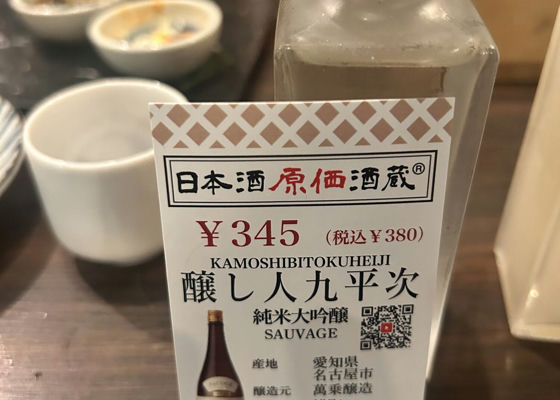 日本酒原価酒蔵®
￥345 (税込￥380)
KAMOSHIBITOKUHEIJI
醸し人九平次
純米大吟醸
SAUVAGE
産地 愛知県
名古屋市
醸造元 萬乗醸造